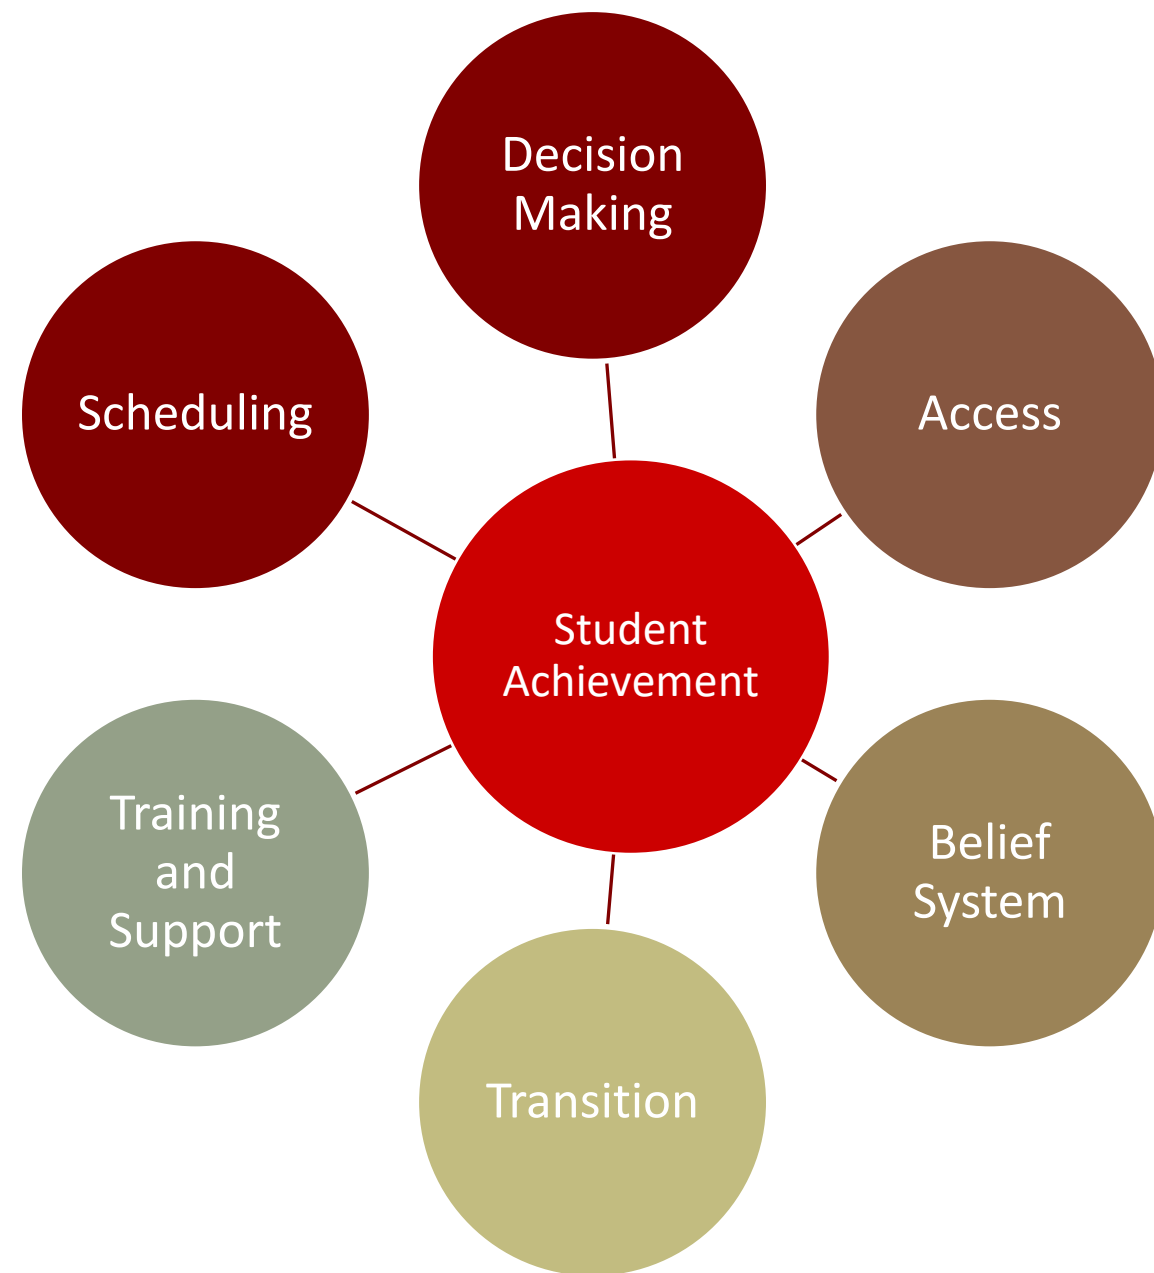 Decision
Making
Access
Scheduling
Student
Achievement
Belief
System
Training
and
Support
Transition